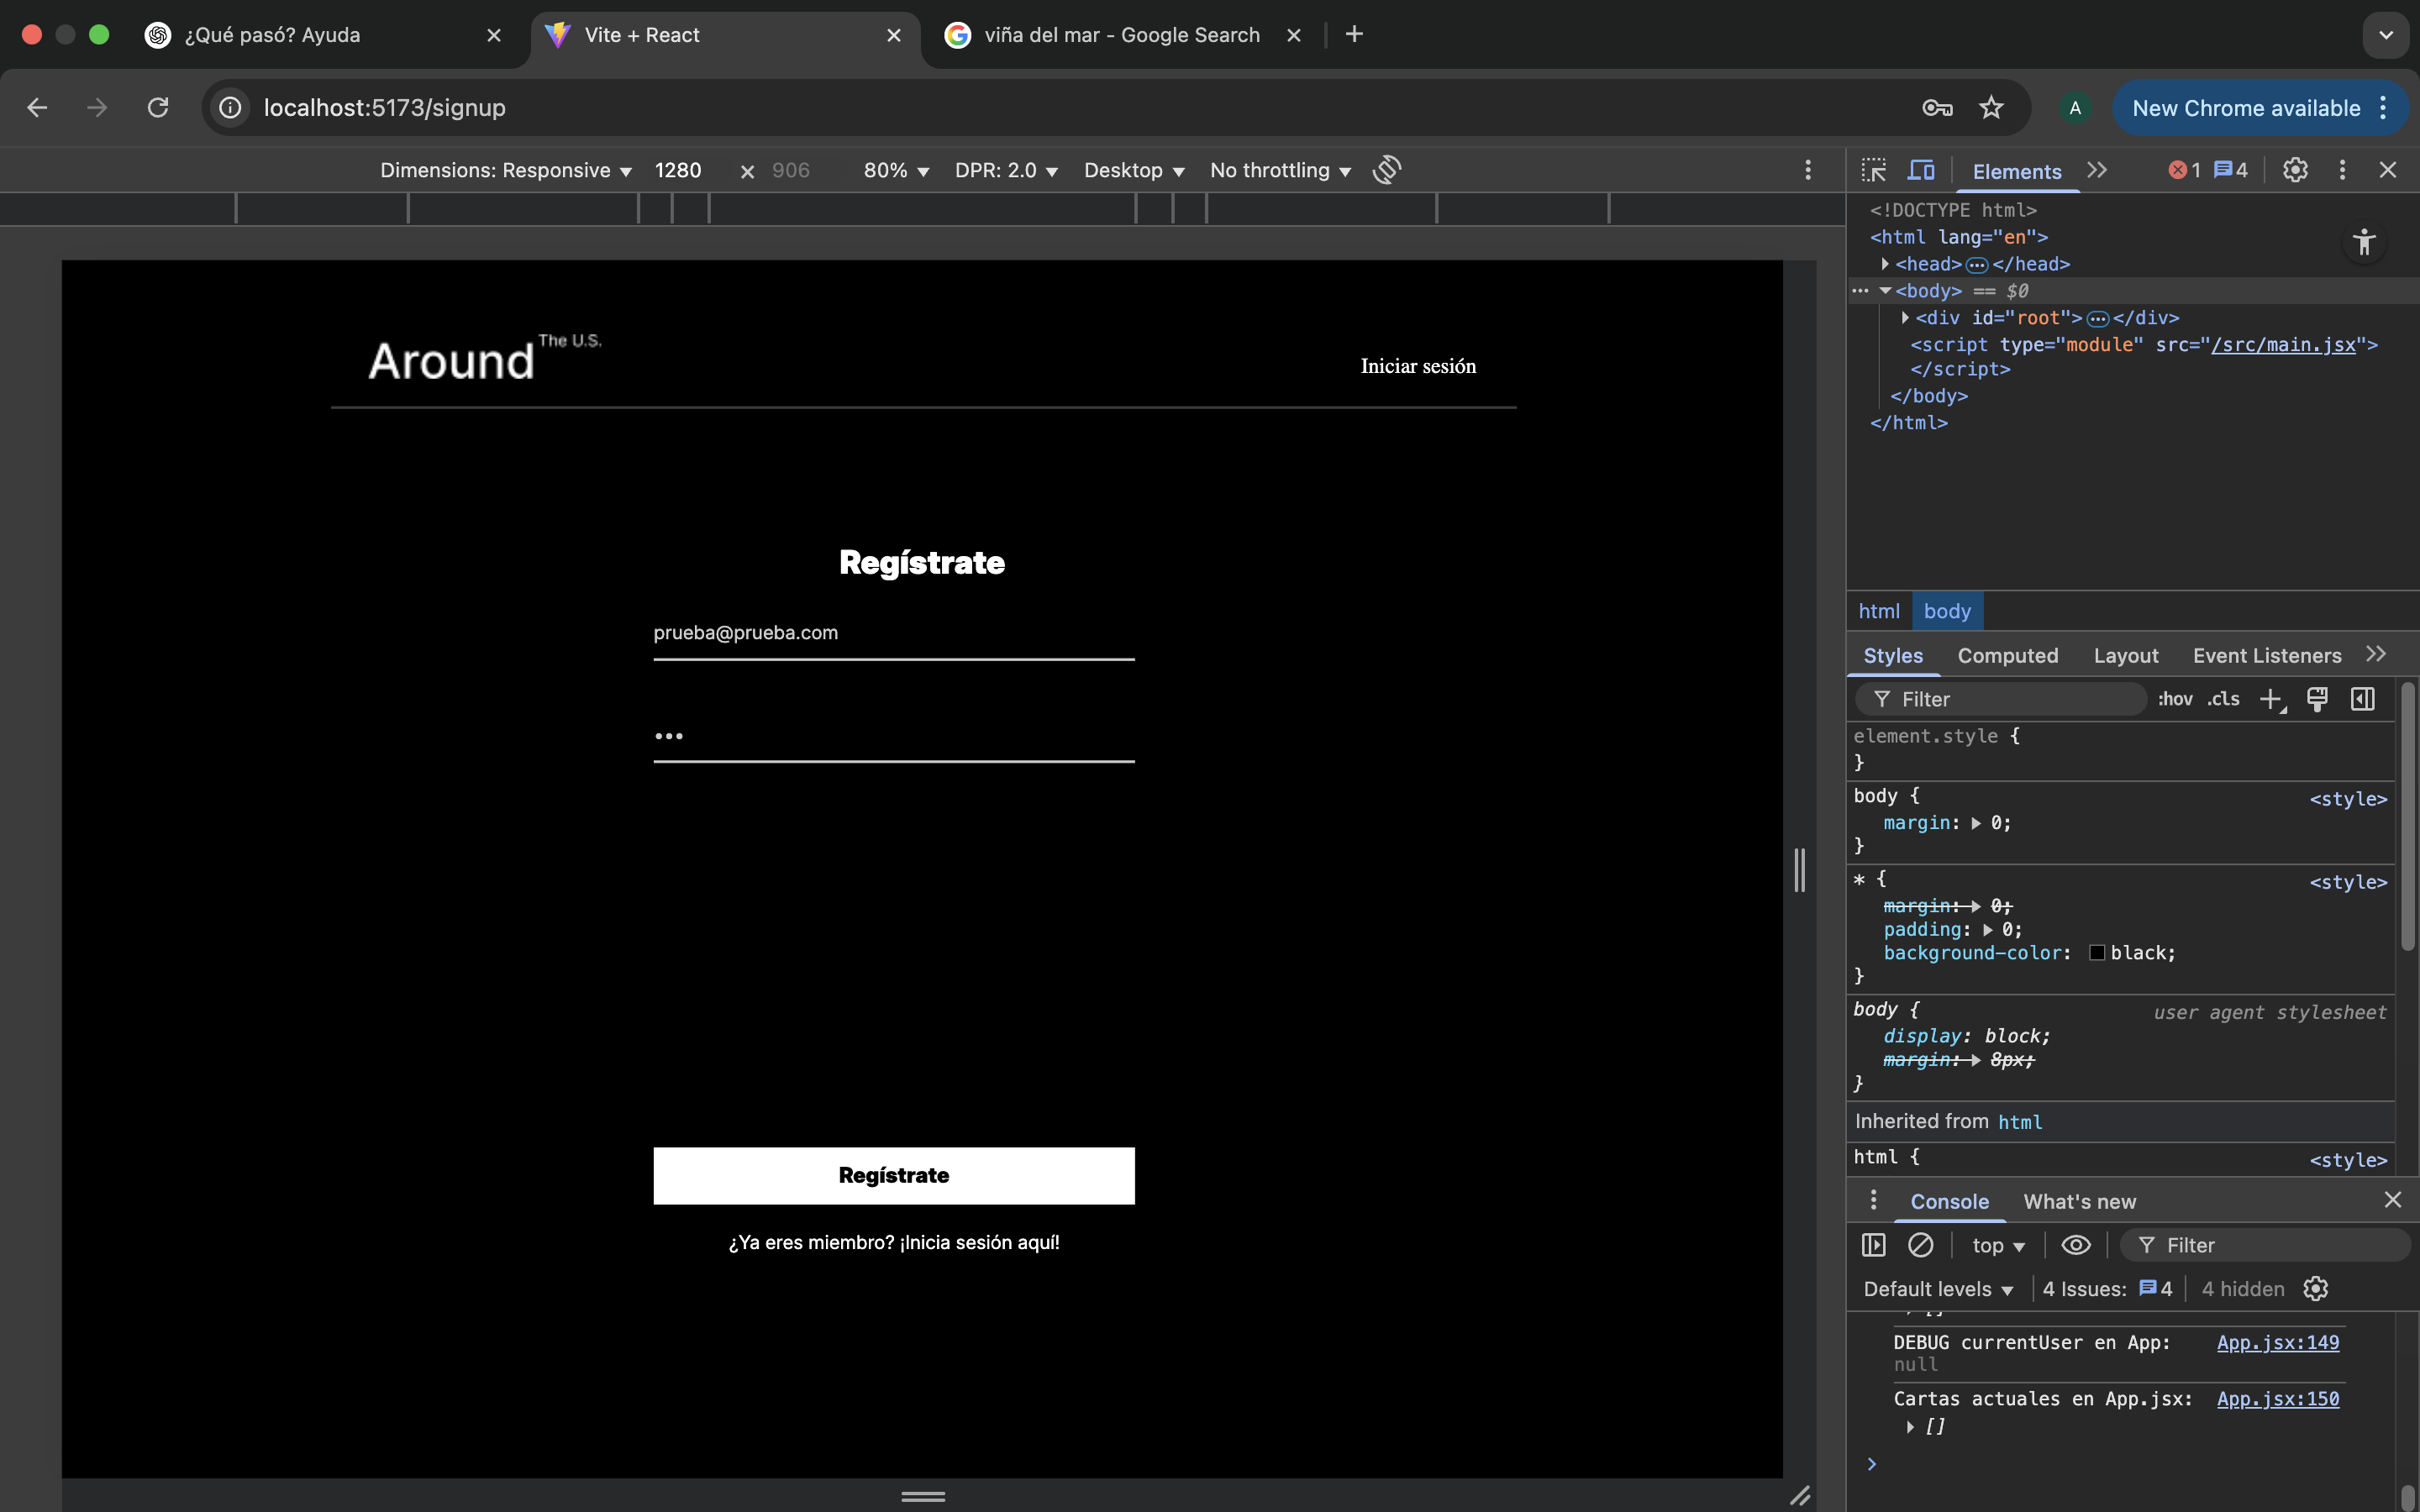 ¿Qué pasó? Ayuda
Vite + React
viña del mar - Google Search
localhost:5173/signup
A
New Chrome available
Dimensions: Responsive
1280
×
906
80%
DPR: 2.0
Desktop
No throttling
Elements
1
4
<!DOCTYPE html>
<html lang="en">
<head>…</head>
<body> == $0
<div id="root">…</div>
<script type="module" src="/src/main.jsx">
</script>
</body>
</html>
Around The U.S.
Iniciar sesión
Regístrate
prueba@prueba.com
•••
Regístrate
¿Ya eres miembro? ¡Inicia sesión aquí!
html body
Styles Computed Layout Event Listeners
Filter
:hov .cls
element.style {
}
body {
<style>
margin: 0;
}
* {
<style>
margin: 0;
padding: 0;
background-color: black;
}
body {
user agent stylesheet
display: block;
margin: 8px;
}
Inherited from html
html {
<style>
Console What's new
top
Filter
Default levels
4 Issues: 4
4 hidden
DEBUG currentUser en App: App.jsx:149
null
Cartas actuales en App.jsx: App.jsx:150
[]